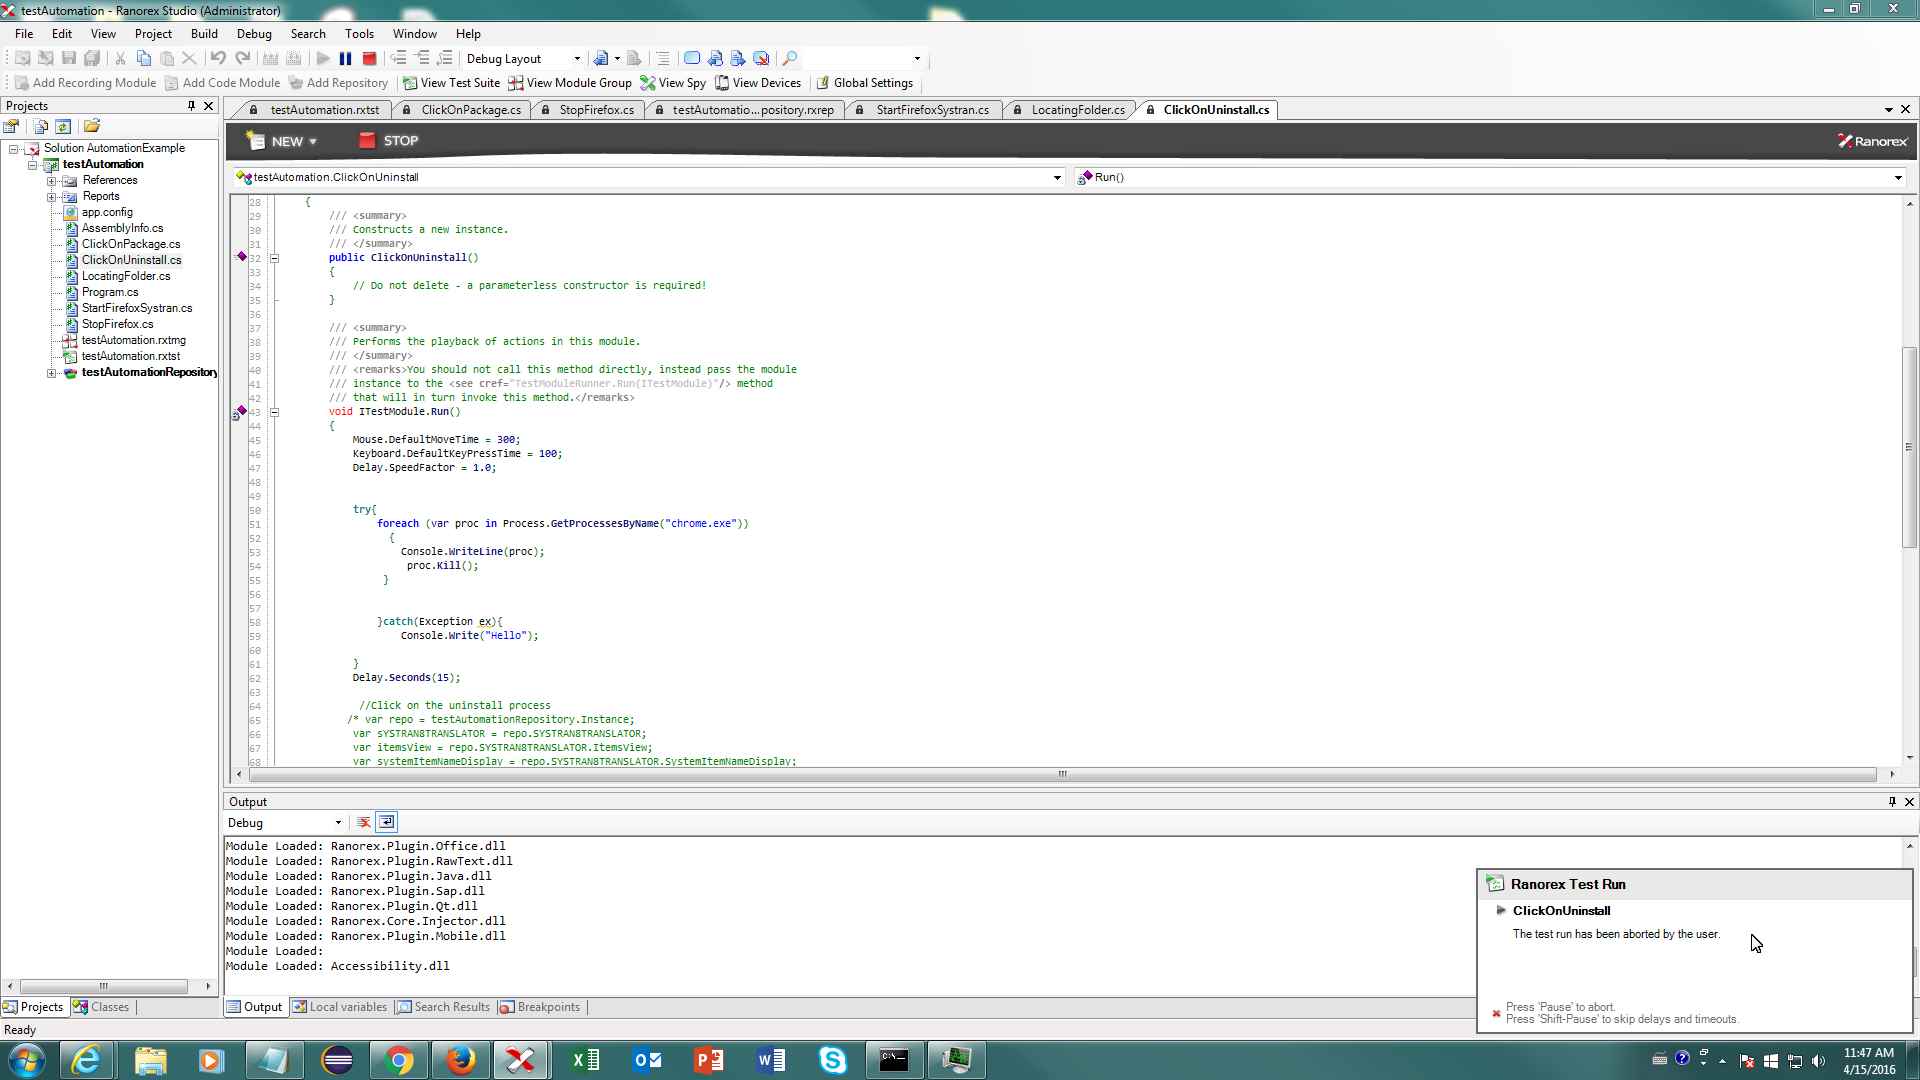 testAutomation - Ranorex Studio (Administrator)
File Edit View Project Build Debug Search Tools Window Help
Debug Layout
Add Recording Module Add Code Module Add Repository View Test Suite View Module Group View Spy View Devices Global Settings
Projects
testAutomation.rxtst ClickOnPackage.cs StopFirefox.cs testAutomatio...pository.rxrep StartFirefoxSystran.cs LocatingFolder.cs ClickOnUninstall.cs
NEW STOP Ranorex
Solution AutomationExample
testAutomation
References
Reports
app.config
AssemblyInfo.cs
ClickOnPackage.cs
ClickOnUninstall.cs
LocatingFolder.cs
Program.cs
StartFirefoxSystran.cs
StopFirefox.cs
testAutomation.rxtmg
testAutomation.rxtst
testAutomationRepository
testAutomation.ClickOnUninstall Run()
28 {
29 /// <summary>
30 /// Constructs a new instance.
31 /// </summary>
32 public ClickOnUninstall()
33 {
34 // Do not delete - a parameterless constructor is required!
35 }
36
37 /// <summary>
38 /// Performs the playback of actions in this module.
39 /// </summary>
40 /// <remarks>You should not call this method directly, instead pass the module
41 /// instance to the <see cref="TestModuleRunner.Run(ITestModule)"/> method
42 /// that will in turn invoke this method.</remarks>
43 void ITestModule.Run()
44 {
45 Mouse.DefaultMoveTime = 300;
46 Keyboard.DefaultKeyPressTime = 100;
47 Delay.SpeedFactor = 1.0;
48
49
50 try{
51 foreach (var proc in Process.GetProcessesByName("chrome.exe"))
52 {
53 Console.WriteLine(proc);
54 proc.Kill();
55 }
56
57
58 }catch(Exception ex){
59 Console.Write("Hello");
60
61 }
62 Delay.Seconds(15);
63
64 //Click on the uninstall process
65 /* var repo = testAutomationRepository.Instance;
66 var sYSTRAN8TRANSLATOR = repo.SYSTRAN8TRANSLATOR;
67 var itemsView = repo.SYSTRAN8TRANSLATOR.ItemsView;
68 var systemItemNameDisplay = repo.SYSTRAN8TRANSLATOR.SystemItemNameDisplay;
Output
Debug
Module Loaded: Ranorex.Plugin.Office.dll
Module Loaded: Ranorex.Plugin.RawText.dll
Module Loaded: Ranorex.Plugin.Java.dll
Module Loaded: Ranorex.Plugin.Sap.dll
Module Loaded: Ranorex.Plugin.Qt.dll
Module Loaded: Ranorex.Core.Injector.dll
Module Loaded: Ranorex.Plugin.Mobile.dll
Module Loaded:
Module Loaded: Accessibility.dll
Ranorex Test Run
ClickOnUninstall
The test run has been aborted by the user.
Press 'Pause' to abort.
Press 'Shift-Pause' to skip delays and timeouts.
Projects Classes
Output Local variables Search Results Breakpoints
Ready
11:47 AM
4/15/2016